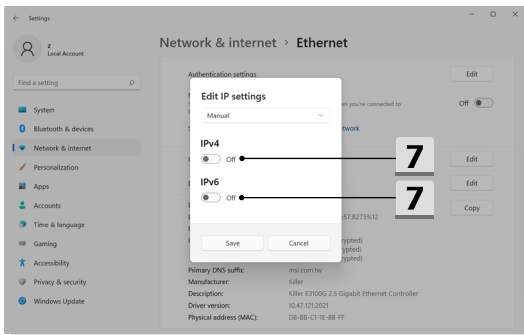 Settings
z
Local Account
Find a setting
System
Bluetooth & devices
Network & internet
Personalization
Apps
Accounts
Time & language
Gaming
Accessibility
Privacy & security
Windows Update
Network & internet > Ethernet
Authentication settings
Edit
en you're connected to
Off
twork
Edit IP settings
Manual
IPv4
Off
7
Edit
IPv6
Off
7
Edit
Copy
e57:8273%12
Save
Cancel
rypted)
rypted)
rypted)
Primary DNS suffix:
msi.com.tw
Manufacturer:
Killer
Description:
Killer E3100G 2.5 Gigabit Ethernet Controller
Driver version:
10.47.121.2021
Physical address (MAC):
D8-BB-C1-1E-8B-FF